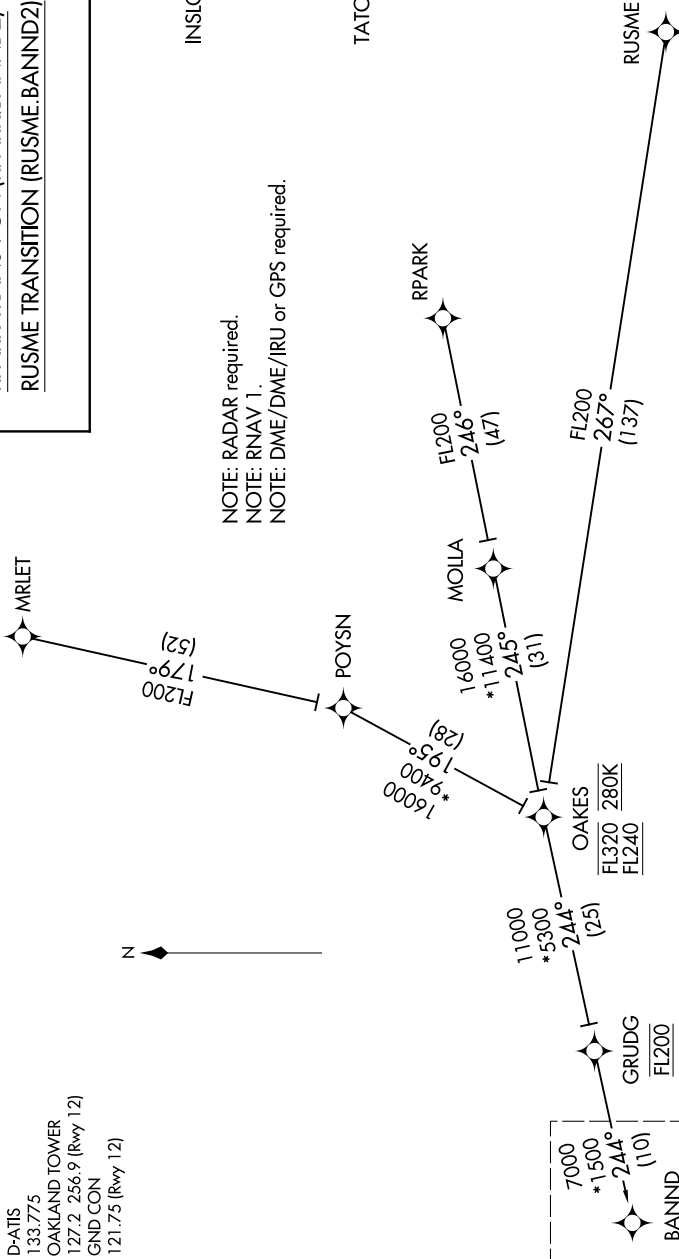 RUSME TRANSITION (RUSME.BANND2)
D-ATIS
133.775
OAKLAND TOWER
127.2 256.9 (Rwy 12)
GND CON
121.75 (Rwy 12)
NOTE: RADAR required.
NOTE: RNAV 1.
NOTE: DME/DME/IRU or GPS required.
N
MRLET
FL200
179°
(52)
POYSN
16000
*9400
195°
(28)
RPARK
FL200
246°
(47)
MOLLA
16000
*11400
245°
(31)
RUSME
FL200
267°
(137)
OAKES
FL320 280K
FL240
11000
*5300
244°
(25)
GRUDG
FL200
7000
*1500
244°
(10)
BANND